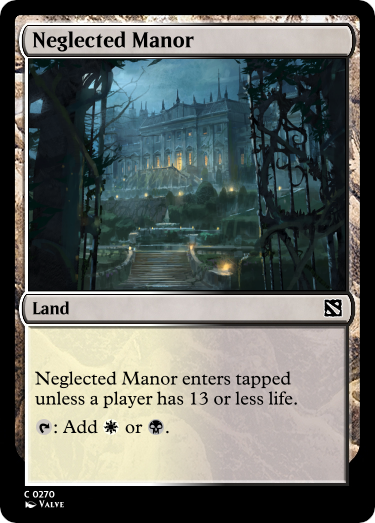 Neglected Manor
Land
Neglected Manor enters tapped
unless a player has 13 or less life.
: Add or .
C 0270
Valve